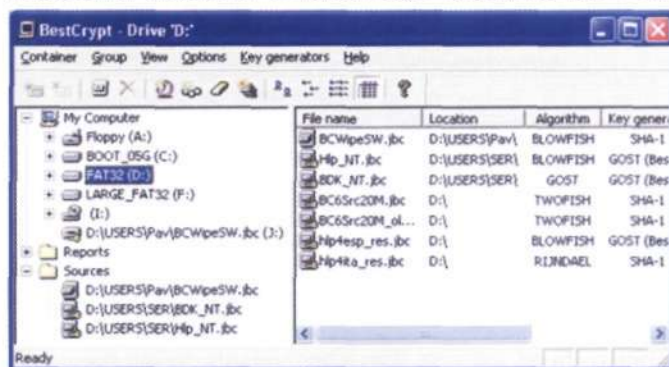 BestCrypt - Drive 'D:'
Container Group View Options Key generators Help
My Computer
Floppy (A:)
BOOT_OSG (C:)
FAT32 (D:)
LARGE_FAT32 (F:)
(I:)
D:\USERS\Pav\BCWipeSW.jbc (J:)
Reports
Sources
D:\USERS\Pav\BCWipeSW.jbc
D:\USERS\SER\BDK_NT.jbc
D:\USERS\SER\Hlp_NT.jbc
File name Location Algorithm Key genera
BCWipeSW.jbc D:\USERS\Pav\ BLOWFISH SHA-1
Hlp_NT.jbc D:\USERS\SER\ BLOWFISH GOST (Bes
BDK_NT.jbc D:\USERS\SER\ GOST GOST (Bes
BC6Src20M.jbc D:\ TWOFISH SHA-1
BC6Src20M_ol... D:\ TWOFISH SHA-1
hlp4esp_res.jbc D:\ BLOWFISH GOST (Bes
hlp4ita_res.jbc D:\ RIJNDAEL SHA-1
Ready